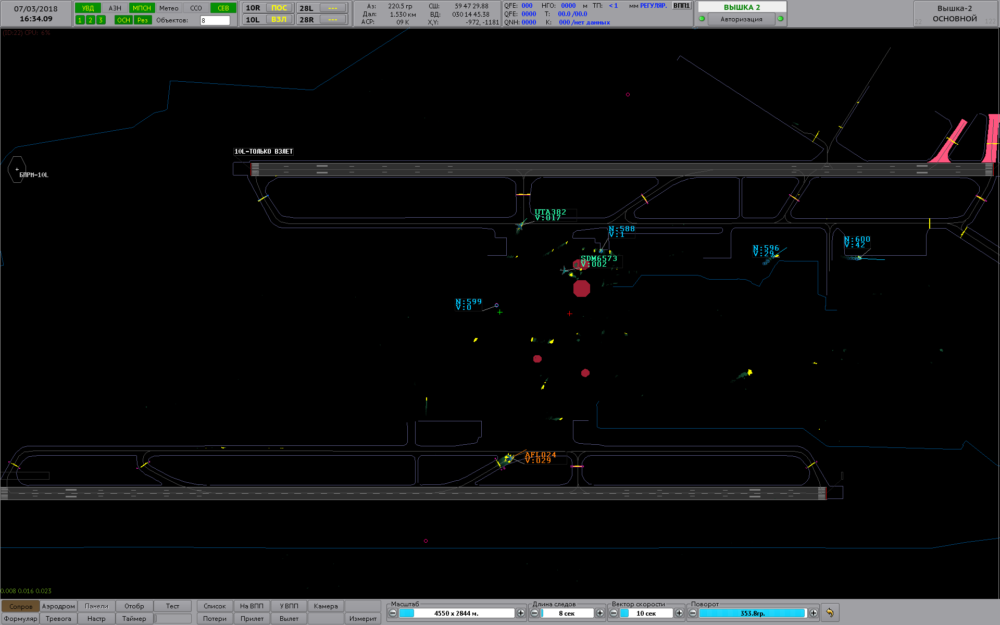 07/03/2018
16:34.09
УВД АЗН МПСН Метео ССО СЕВ
1 2 3 ОСН Рез Объектов: 8
10R ПОС 28L ---
10L ВЗЛ 28R ---
Аз: 220.5 гр СШ: 59 47 29.88
Дал: 1.530 км ВД: 030 14 45.38
АСР: 09 К X,Y: -972, -1181
QFE: 000 НГО: 0000 м ТП: < 1 мм РЕГУЛЯР. ВПП1
QFE: 0000 Т: 00.0 /00.0
QNH: 0000 К: 000 /нет данных
ВЫШКА 2
Авторизация
Вышка-2
22 ОСНОВНОЙ 122
(ID:22) CPU: 6%
10L-ТОЛЬКО ВЗЛЕТ
БПРМ-10L
UTA382
V:017
N:588
V:1
N:600
V:42
N:596
V:29
SDM6573
V:002
N:599
V:0
AFL024
V:029
0.008 0.016 0.023
Сопров Аэродром Панели Отобр Тест Список На ВПП У ВПП Камера
Формуляр Тревога Настр Таймер Потери Прилет Вылет Измерит
Масштаб Длина следов Вектор скорости Поворот
4550 x 2844 м. 8 сек 10 сек 353.8гр.